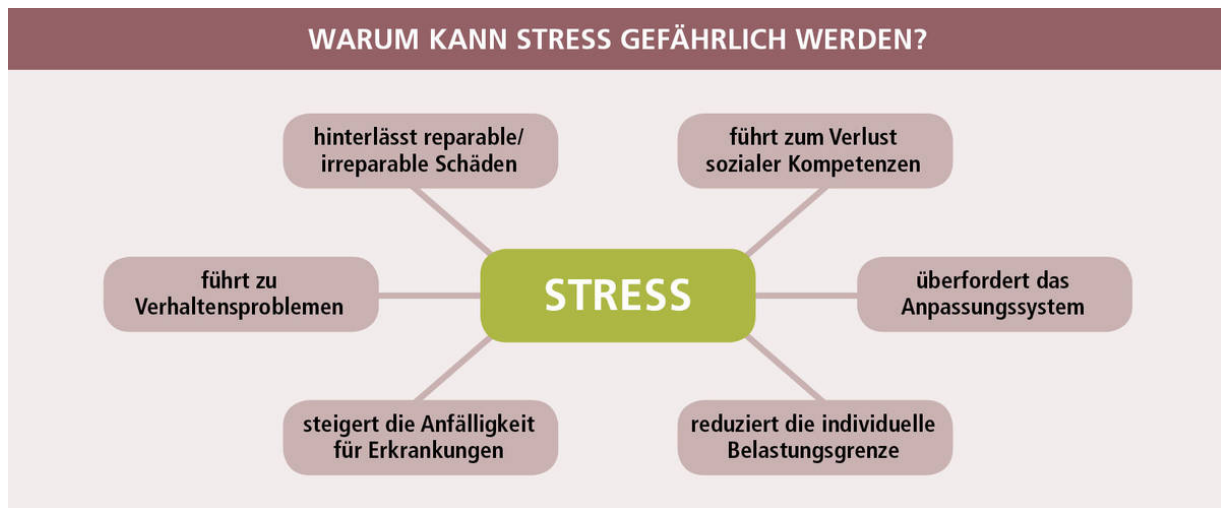 WARUM KANN STRESS GEFÄHRLICH WERDEN?
hinterlässt reparable/
irreparable Schäden
führt zum Verlust
sozialer Kompetenzen
führt zu
Verhaltensproblemen
STRESS
überfordert das
Anpassungssystem
steigert die Anfälligkeit
für Erkrankungen
reduziert die individuelle
Belastungsgrenze